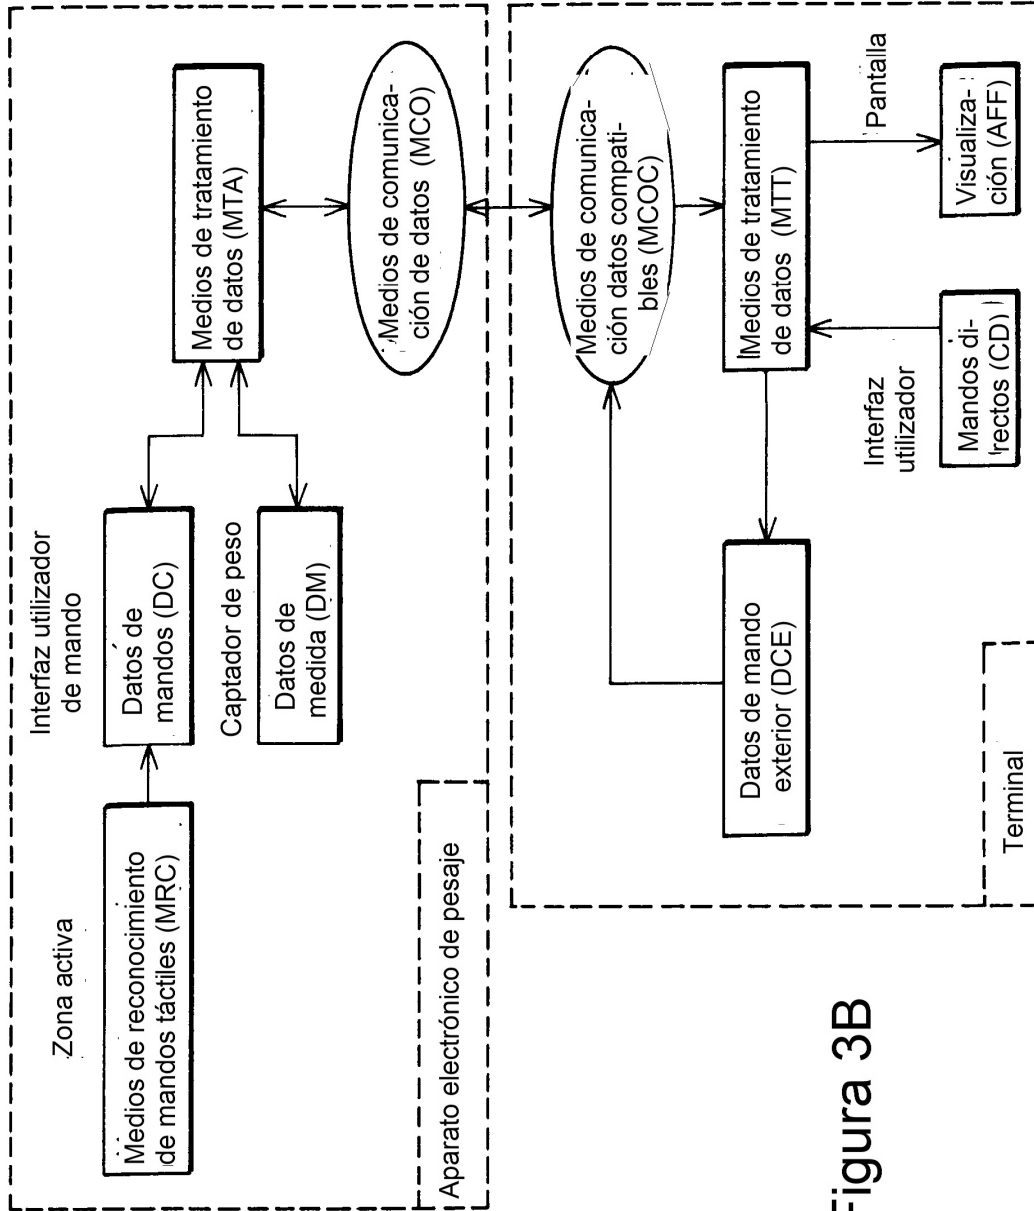 Zona activa
Medios de reconocimiento
de mandos táctiles (MRC)
Interfaz utilizador
de mando
Datos de
mandos (DC)
Captador de peso
Datos de
medida (DM)
Medios de tratamiento
de datos (MTA)
Medios de comunica-
ción de datos (MCO)
Aparato electrónico de pesaje
Medios de comunica-
ción datos compati-
bles (MCOC)
Datos de mando
exterior (DCE)
Medios de tratamiento
de datos (MTT)
Interfaz
utilizador
Pantalla
Mandos di-
rectos (CD)
Visualiza-
ción (AFF)
Terminal
Figura 3B